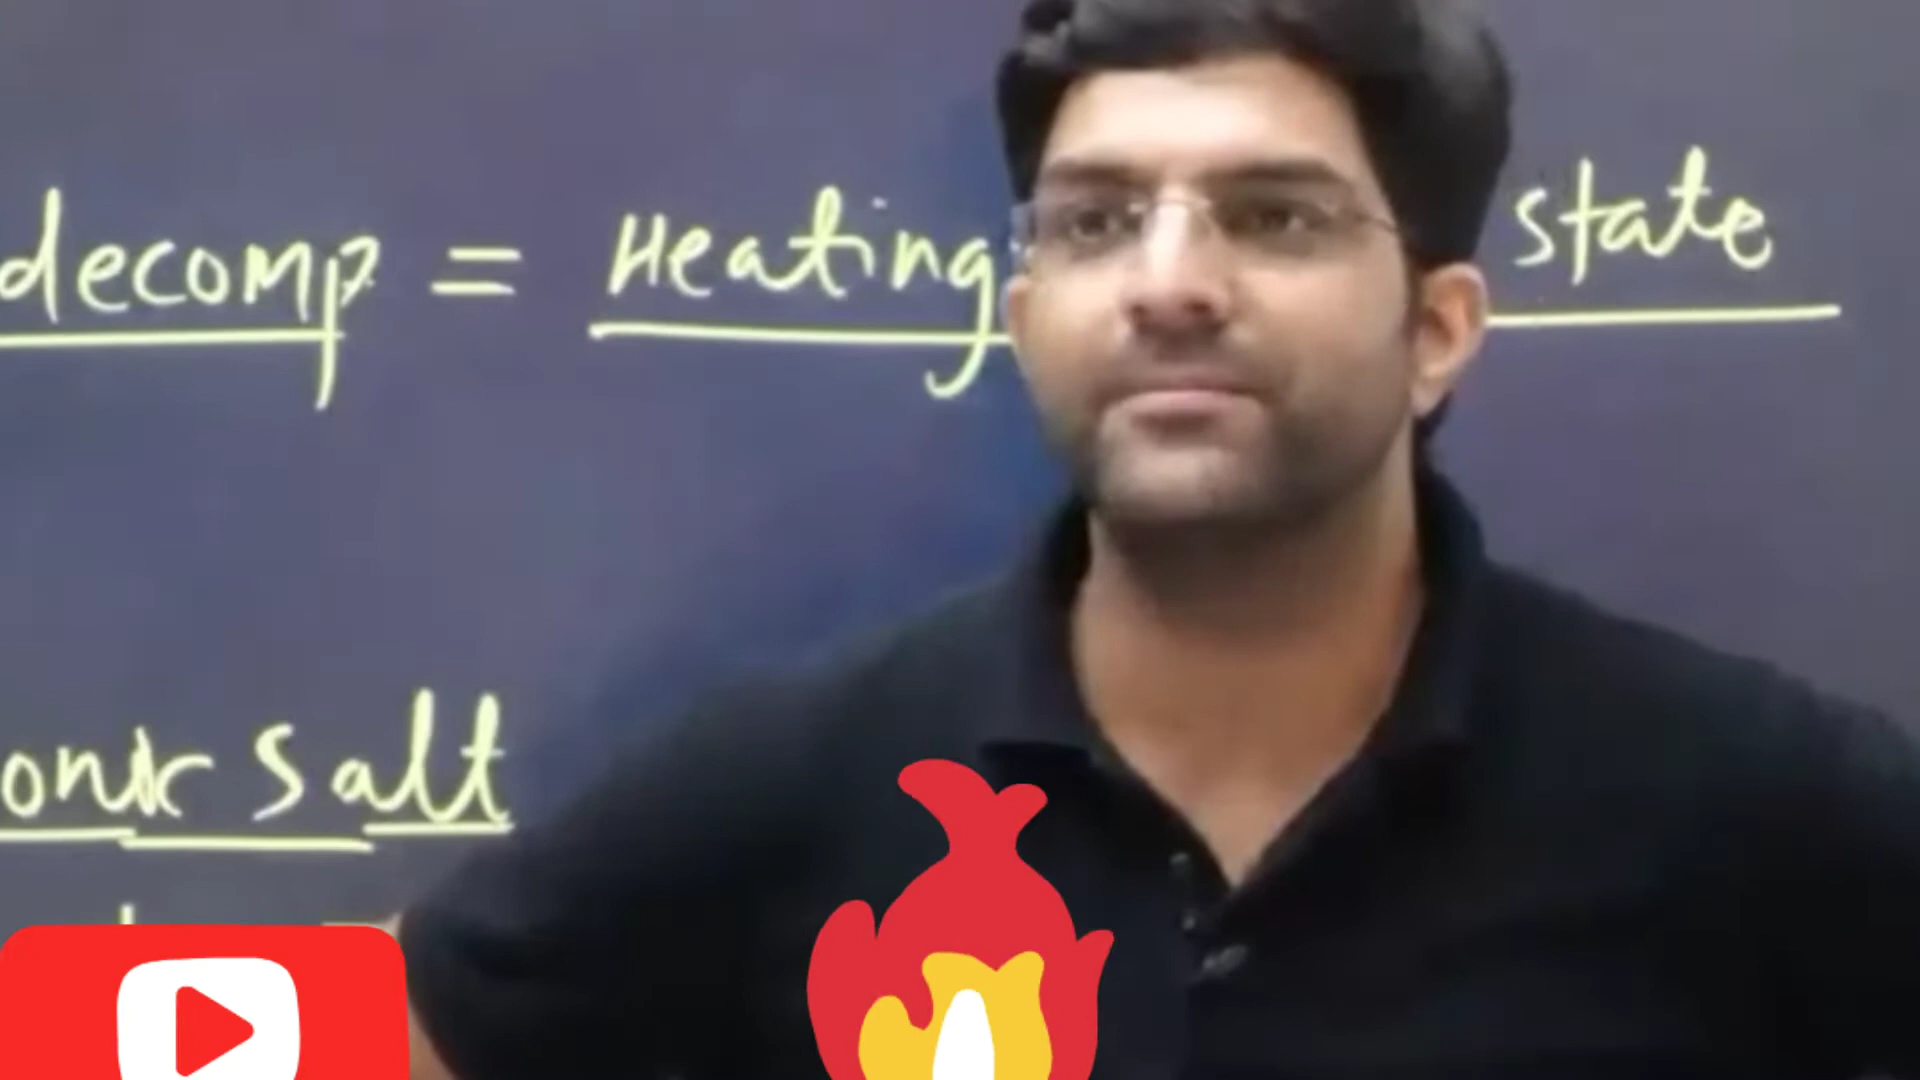 decomp = Heating state
onic Salt